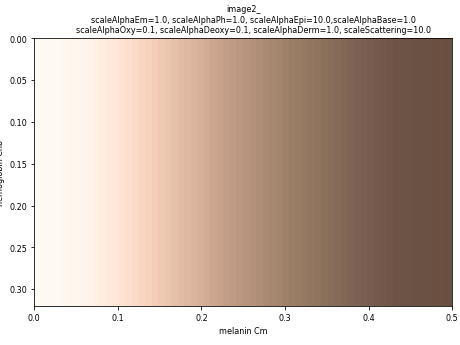 image2_
scaleAlphaEm=1.0, scaleAlphaPh=1.0, scaleAlphaEpi=10.0,scaleAlphaBase=1.0
scaleAlphaOxy=0.1, scaleAlphaDeoxy=0.1, scaleAlphaDerm=1.0, scaleScattering=10.0
0.00
0.05
0.10
0.15
0.20
0.25
0.30
0.0 0.1 0.2 0.3 0.4 0.5
melanin Cm